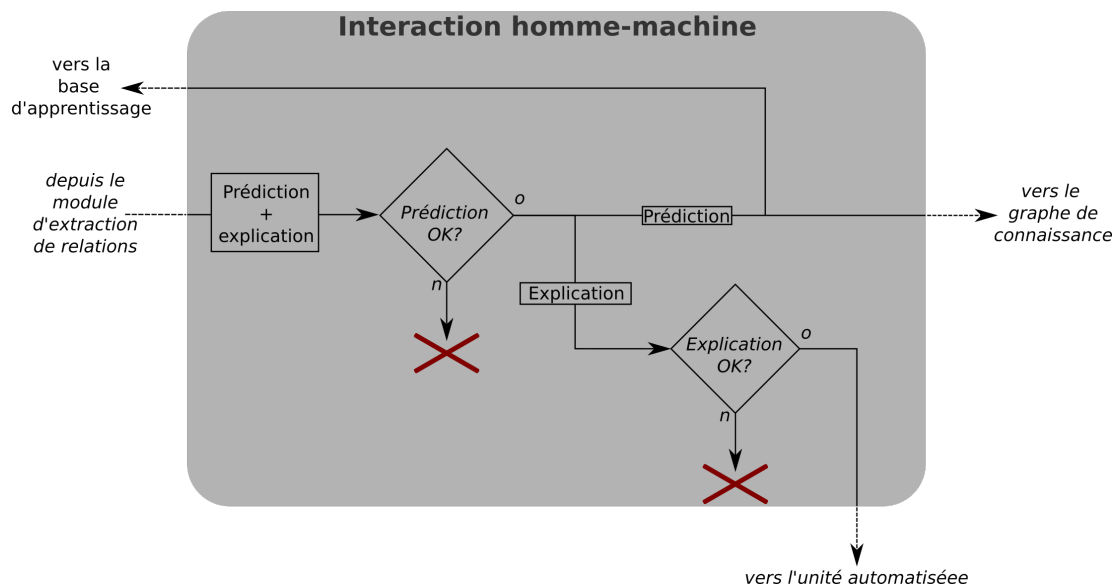 Interaction homme-machine
vers la
base
d'apprentissage
depuis le
module
d'extraction
de relations
Prédiction
+
explication
Prédiction
OK?
o
n
Prédiction
vers le
graphe de
connaissance
Explication
Explication
OK?
o
n
vers l'unité automatiséee